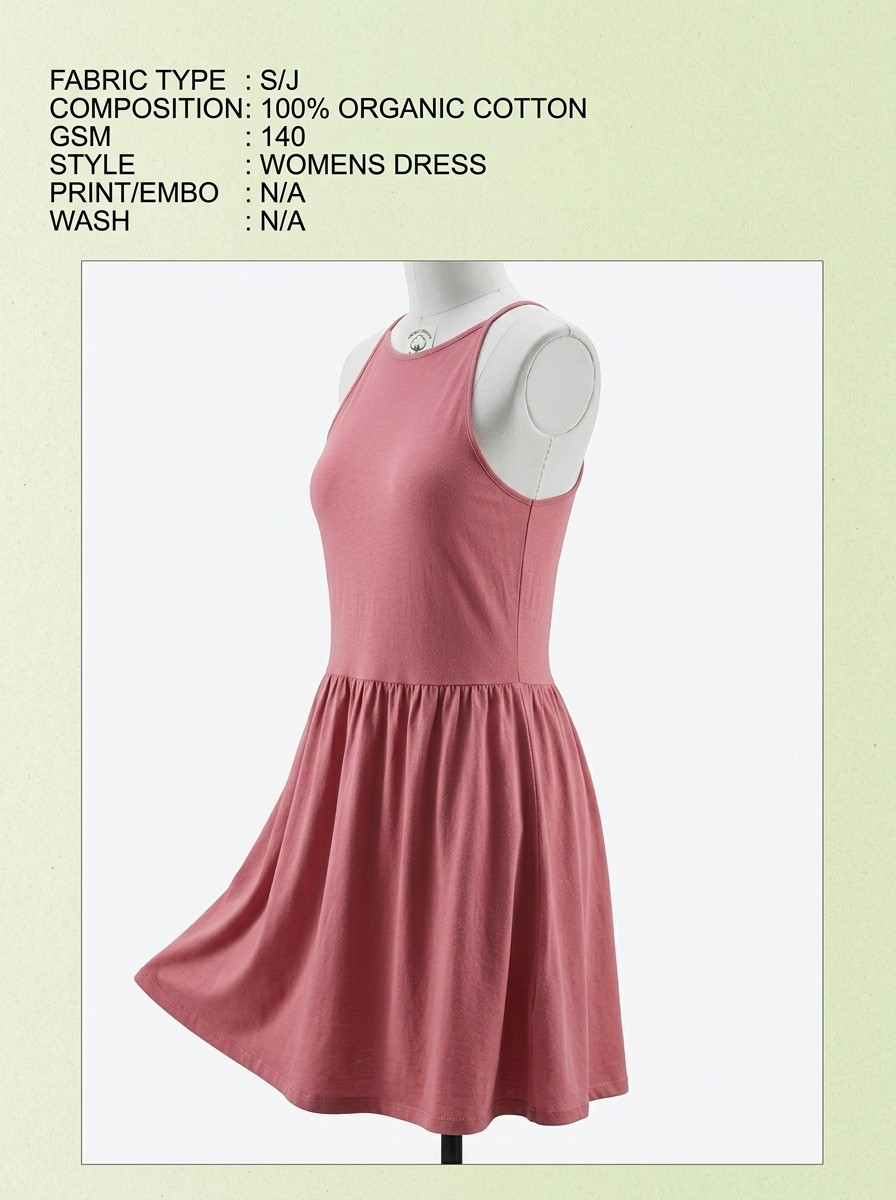 FABRIC TYPE : S/J
COMPOSITION: 100% ORGANIC COTTON
GSM : 140
STYLE : WOMENS DRESS
PRINT/EMBO : N/A
WASH : N/A